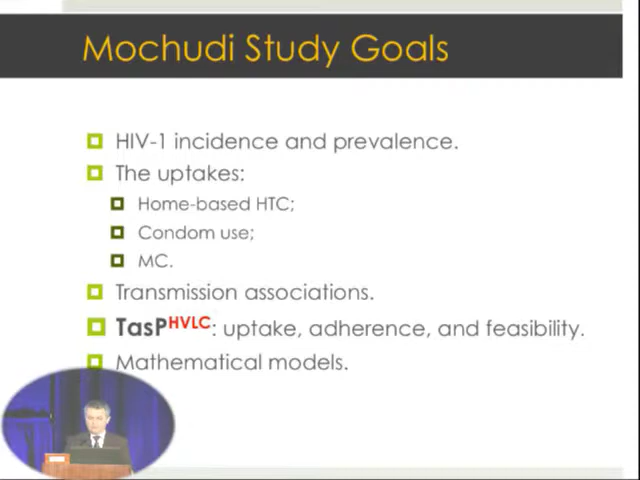 Mochudi Study Goals
HIV-1 incidence and prevalence.
The uptakes:
Home-based HTC;
Condom use;
MC.
Transmission associations.
TasPHVLC: uptake, adherence, and feasibility.
Mathematical models.